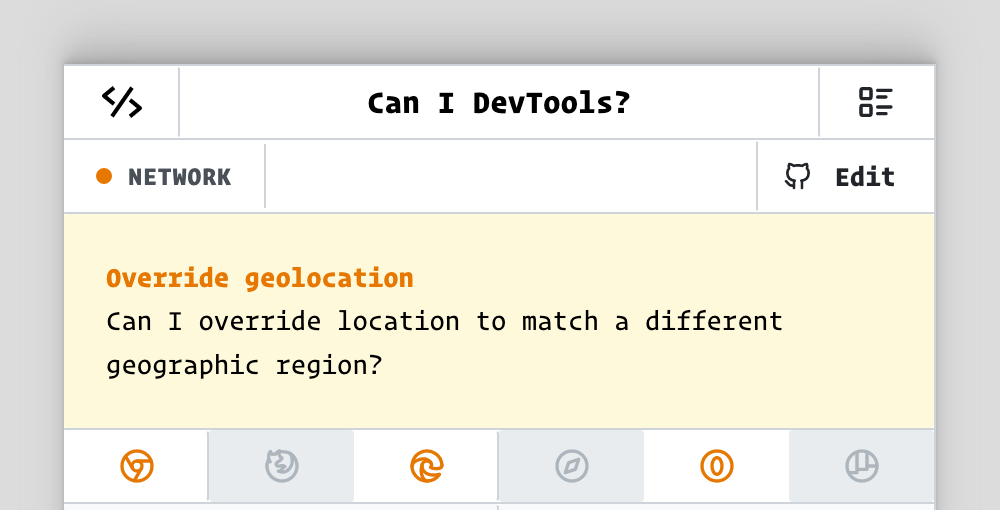 Can I DevTools?
NETWORK
Edit
Override geolocation
Can I override location to match a different
geographic region?